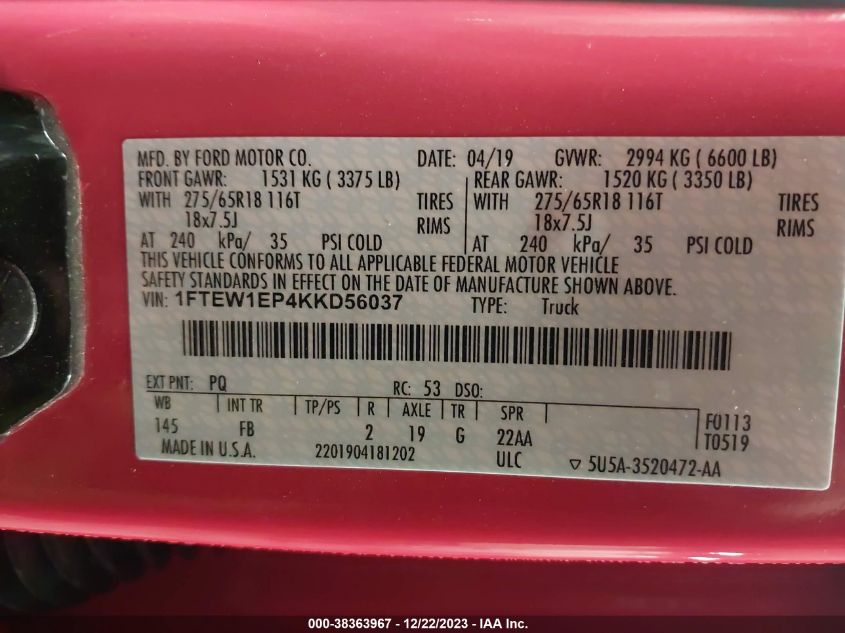 MFD. BY FORD MOTOR CO. DATE: 04/19 GVWR: 2994 KG ( 6600 LB)
FRONT GAWR: 1531 KG ( 3375 LB) REAR GAWR: 1520 KG ( 3350 LB)
WITH 275/65R18 116T TIRES WITH 275/65R18 116T TIRES
18x7.5J RIMS 18x7.5J RIMS
AT 240 kPa/ 35 PSI COLD AT 240 kPa/ 35 PSI COLD
THIS VEHICLE CONFORMS TO ALL APPLICABLE FEDERAL MOTOR VEHICLE
SAFETY STANDARDS IN EFFECT ON THE DATE OF MANUFACTURE SHOWN ABOVE.
VIN: 1FTEW1EP4KKD56037 TYPE: Truck
EXT PNT: PQ RC: 53 DSO:
WB INT TR TP/PS R AXLE TR SPR
145 FB 2 19 G 22AA
F0113
T0519
MADE IN U.S.A. 2201904181202 ULC ▽ 5U5A-3520472-AA
000-38363967 - 12/22/2023 - IAA Inc.